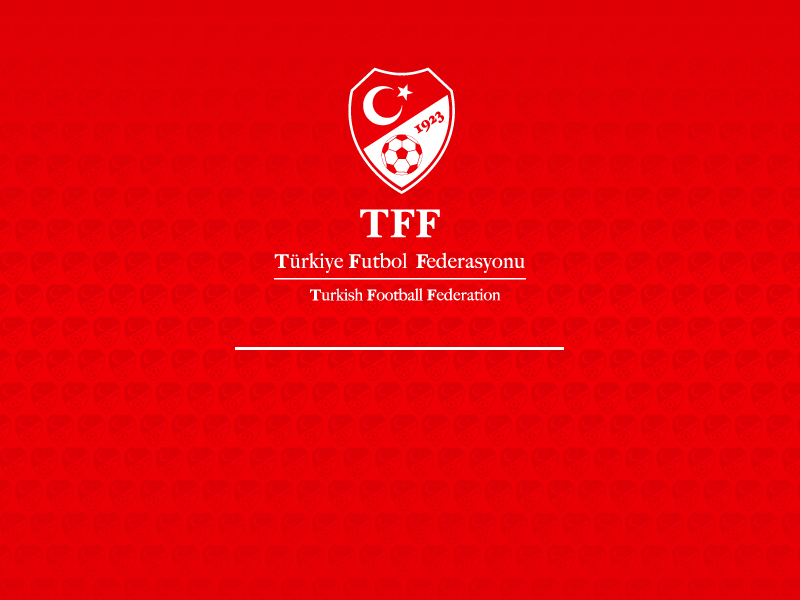 1923
TFF
Türkiye Futbol Federasyonu
Turkish Football Federation